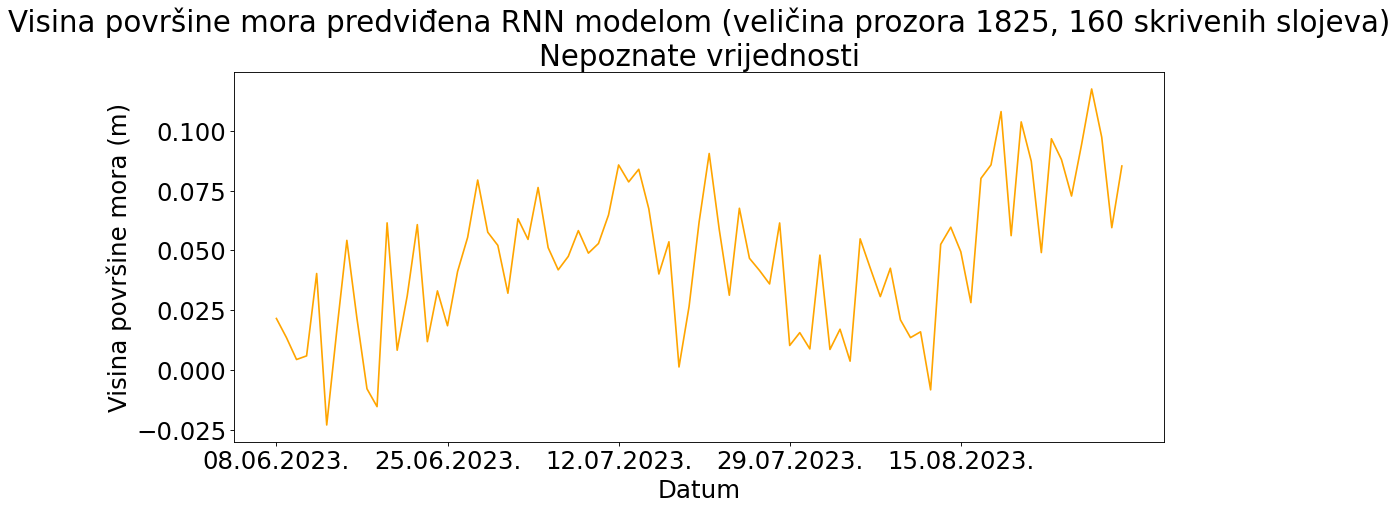 Visina površine mora predviđena RNN modelom (veličina prozora 1825, 160 skrivenih slojeva)
Nepoznate vrijednosti
Visina površine mora (m)
0.100
0.075
0.050
0.025
0.000
−0.025
08.06.2023. 25.06.2023. 12.07.2023. 29.07.2023. 15.08.2023.
Datum